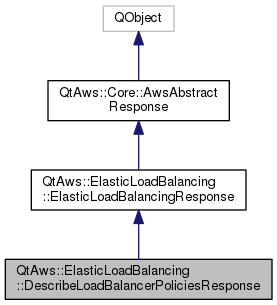 QObject
QtAws::Core::AwsAbstract
Response
QtAws::ElasticLoadBalancing
::ElasticLoadBalancingResponse
QtAws::ElasticLoadBalancing
::DescribeLoadBalancerPoliciesResponse